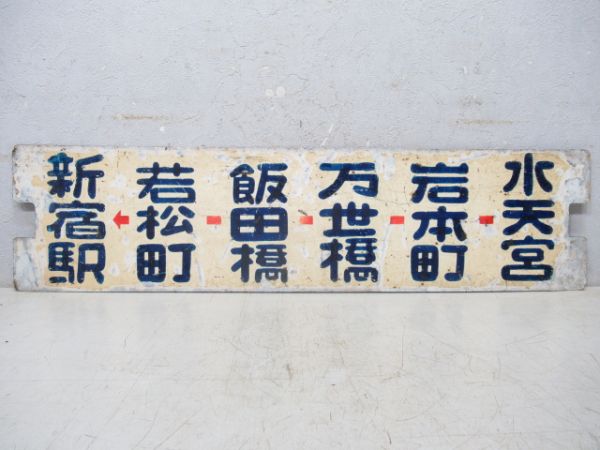 水天宮
岩本町
万世橋
飯田橋
若松町
新宿駅